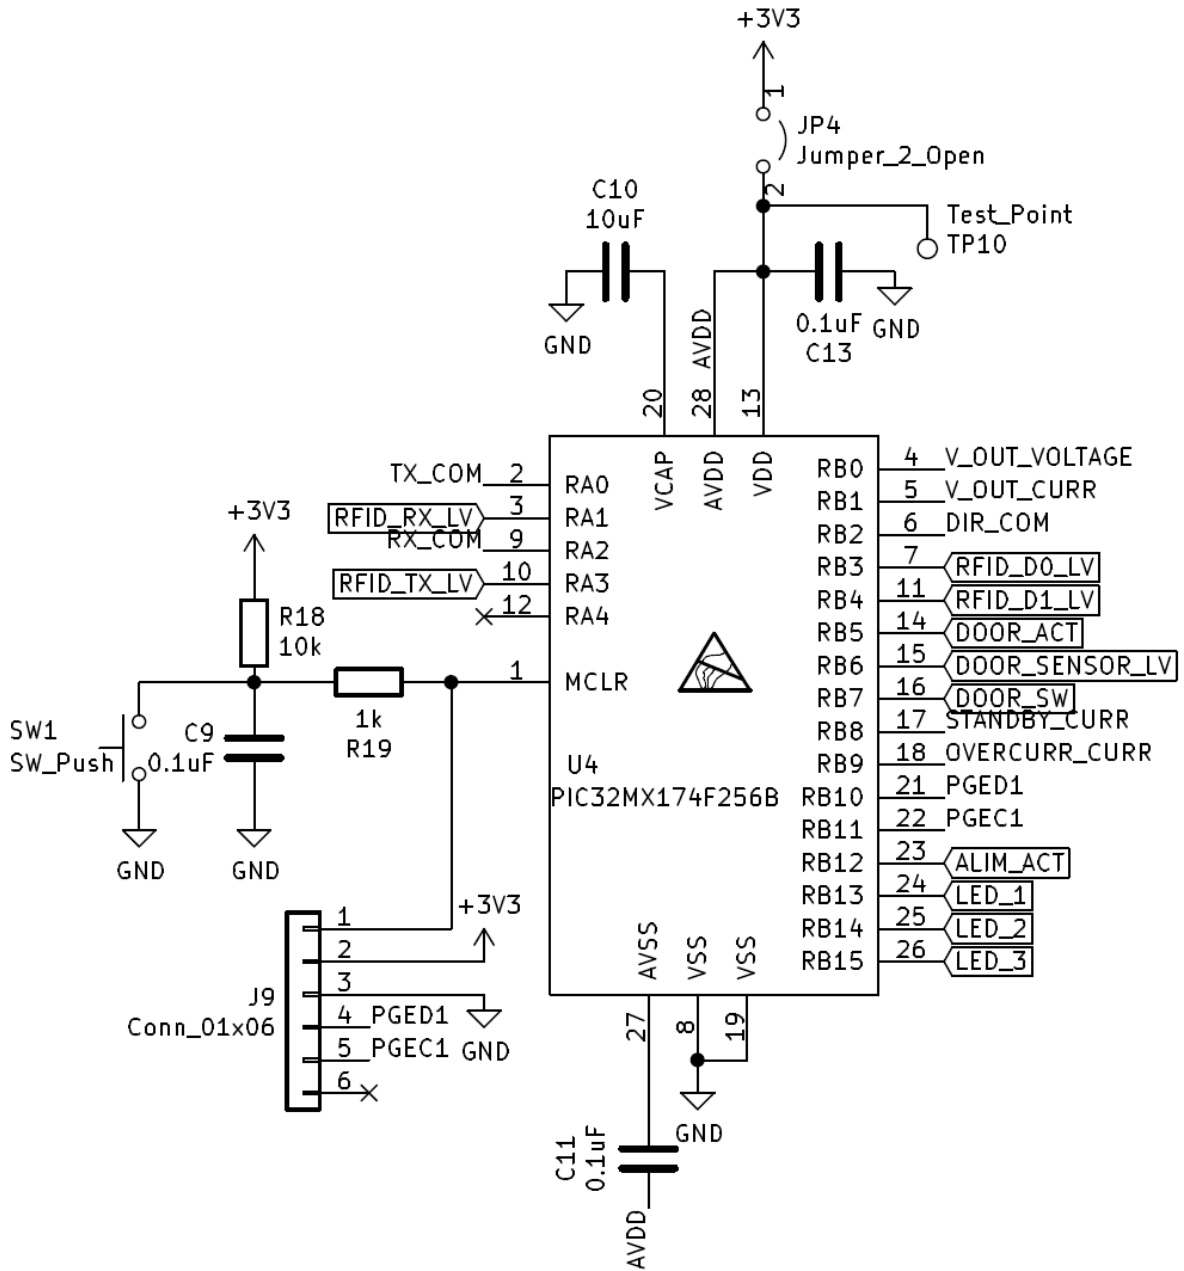 +3V3
1
JP4
Jumper_2_Open
2
C10
10uF
Test_Point
TP10
GND
0.1uF
C13
GND
AVDD
20
28
13
VCAP
AVDD
VDD
TX_COM 2 RA0
RFID_RX_LV 3 RA1
RX_COM 9 RA2
RFID_TX_LV 10 RA3
12 RA4
1 MCLR
RB0 4 V_OUT_VOLTAGE
RB1 5 V_OUT_CURR
RB2 6 DIR_COM
RB3 7 RFID_D0_LV
RB4 11 RFID_D1_LV
RB5 14 DOOR_ACT
RB6 15 DOOR_SENSOR_LV
RB7 16 DOOR_SW
RB8 17 STANDBY_CURR
RB9 18 OVERCURR_CURR
RB10 21 PGED1
RB11 22 PGEC1
RB12 23 ALIM_ACT
RB13 24 LED_1
RB14 25 LED_2
RB15 26 LED_3
+3V3
R18
10k
1k
R19
SW1
SW_Push
C9
0.1uF
GND
GND
U4
PIC32MX174F256B
+3V3
1
2
3
4 PGED1
5 PGEC1
6
J9
Conn_01x06
GND
AVSS
VSS
VSS
27
8
19
GND
C11
0.1uF
AVDD